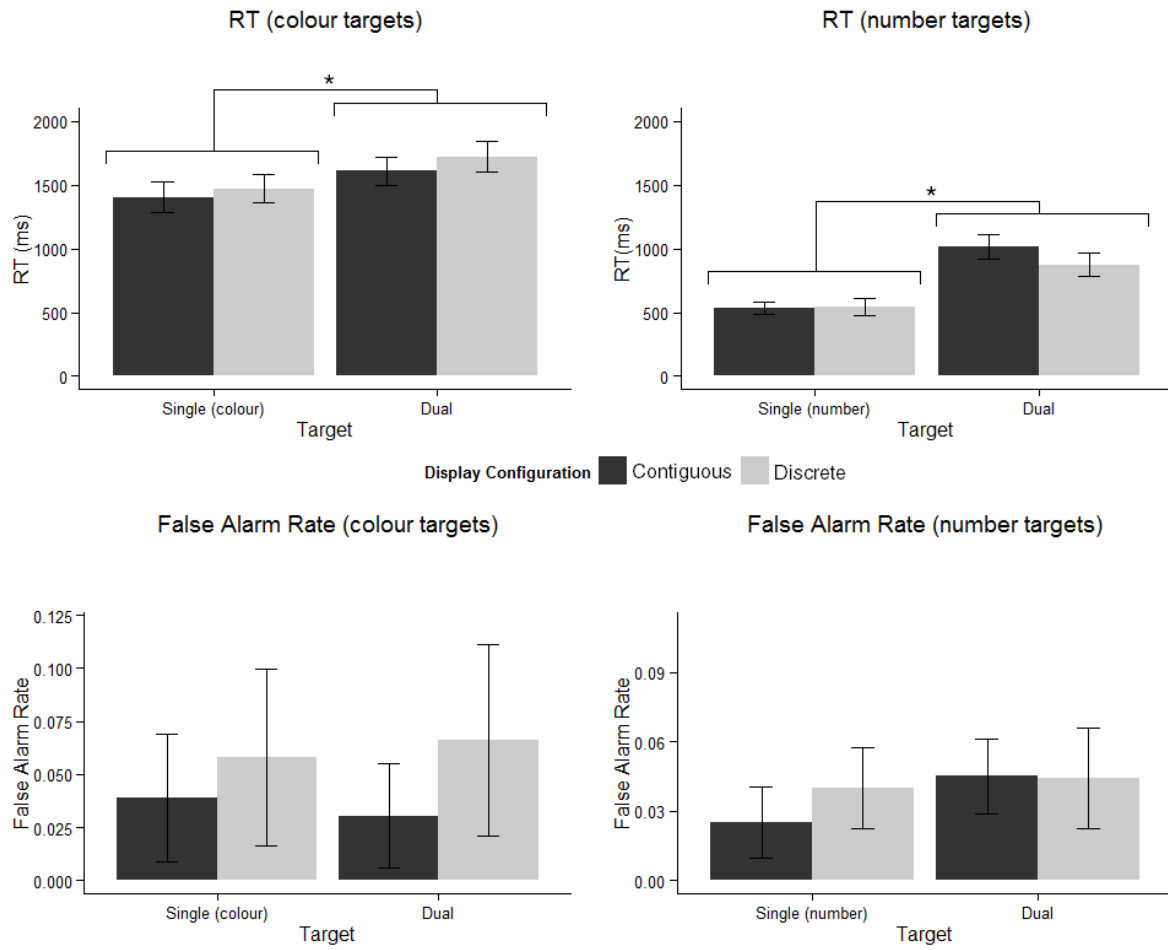 RT (colour targets)
*
2000
1500
1000
500
0
RT (ms)
Single (colour)
Dual
Target
RT (number targets)
*
2000
1500
1000
500
0
RT(ms)
Single (number)
Dual
Target
Display Configuration Contiguous Discrete
False Alarm Rate (colour targets)
0.125
0.100
0.075
0.050
0.025
0.000
False Alarm Rate
Single (colour)
Dual
Target
False Alarm Rate (number targets)
0.09
0.06
0.03
0.00
False Alarm Rate
Single (number)
Dual
Target